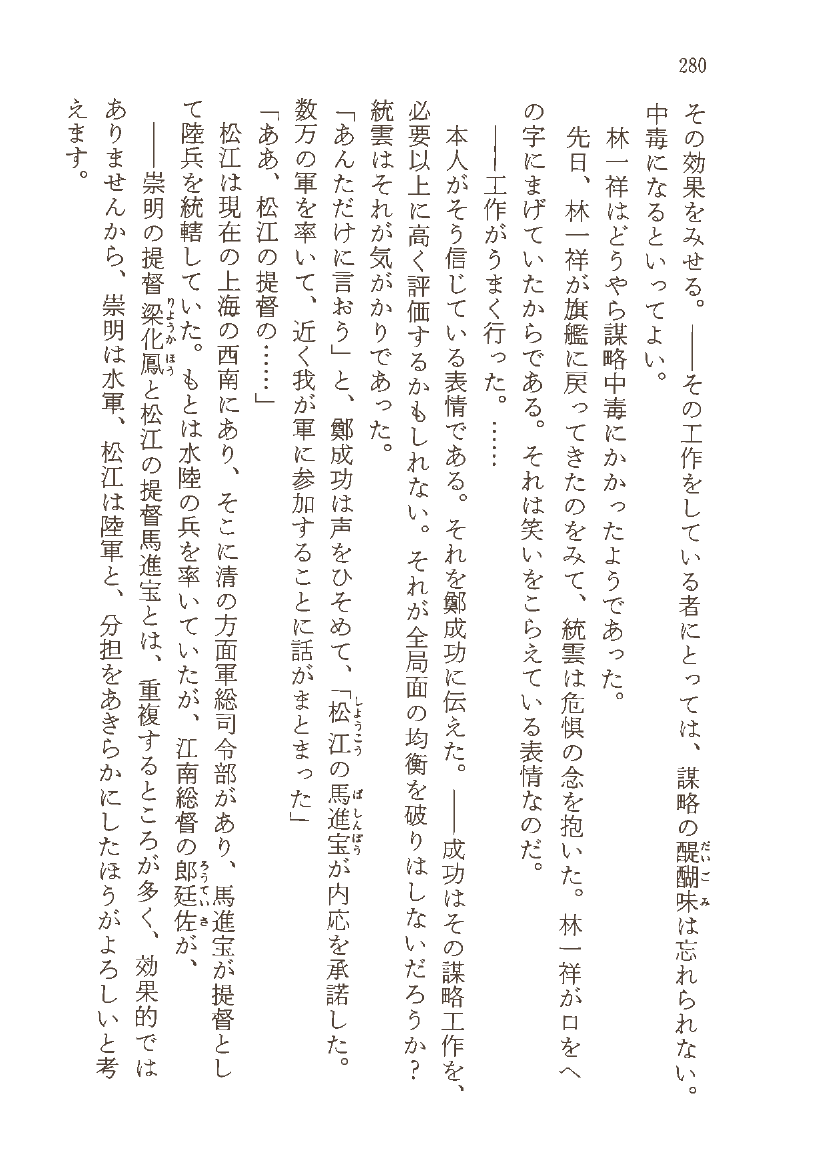 280
その効果をみせる。――その工作をしている者にとっては、謀略の醍醐味は忘れられない。
中毒になるといってよい。
林一祥はどうやら謀略中毒にかかったようであった。
先日、林一祥が旗艦に戻ってきたのをみて、統雲は危惧の念を抱いた。林一祥が口をへ
の字にまげていたからである。それは笑いをこらえている表情なのだ。
――工作がうまく行った。……
本人がそう信じている表情である。それを鄭成功に伝えた。――成功はその謀略工作を、
必要以上に高く評価するかもしれない。それが全局面の均衡を破りはしないだろうか?
統雲はそれが気がかりであった。
「あんただけに言おう」と、鄭成功は声をひそめて、「松江の馬進宝が内応を承諾した。
数万の軍を率いて、近く我が軍に参加することに話がまとまった」
「ああ、松江の提督の……」
松江は現在の上海の西南にあり、そこに清の方面軍総司令部があり、馬進宝が提督とし
て陸兵を統轄していた。もとは水陸の兵を率いていたが、江南総督の郎廷佐が、
――崇明の提督梁化鳳と松江の提督馬進宝とは、重複するところが多く、効果的では
ありませんから、崇明は水軍、松江は陸軍と、分担をあきらかにしたほうがよろしいと考
えます。